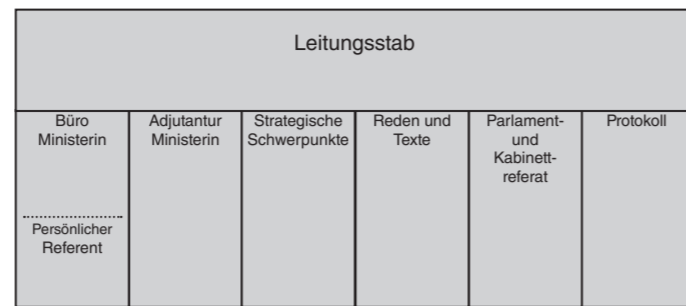 Leitungsstab
Büro
Ministerin
Persönlicher
Referent
Adjutantur
Ministerin
Strategische
Schwerpunkte
Reden und
Texte
Parlament-
und
Kabinett-
referat
Protokoll